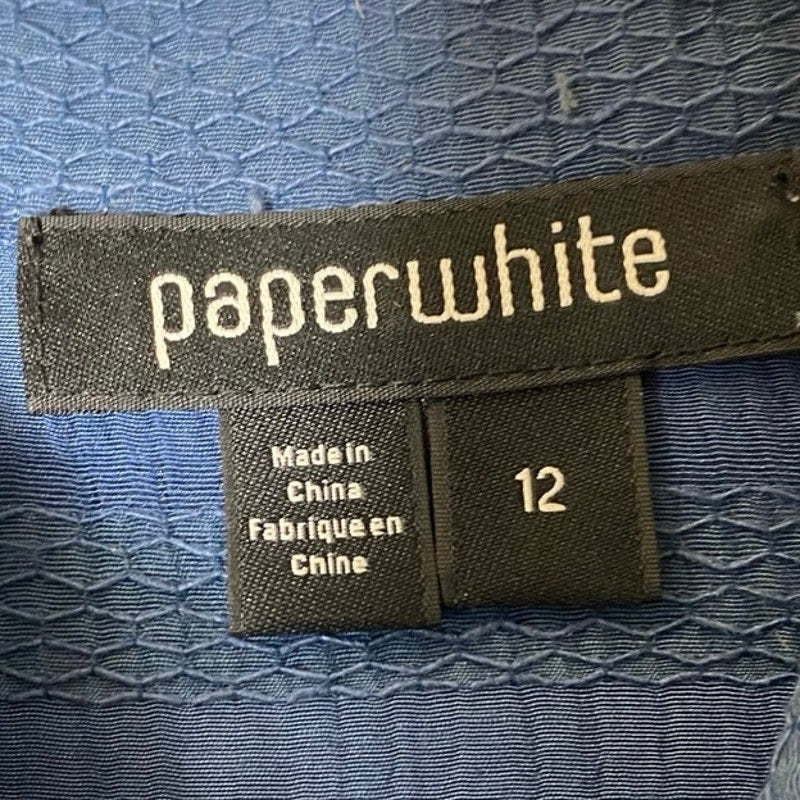 paperwhite
Made in
China
Fabrique en
Chine
12